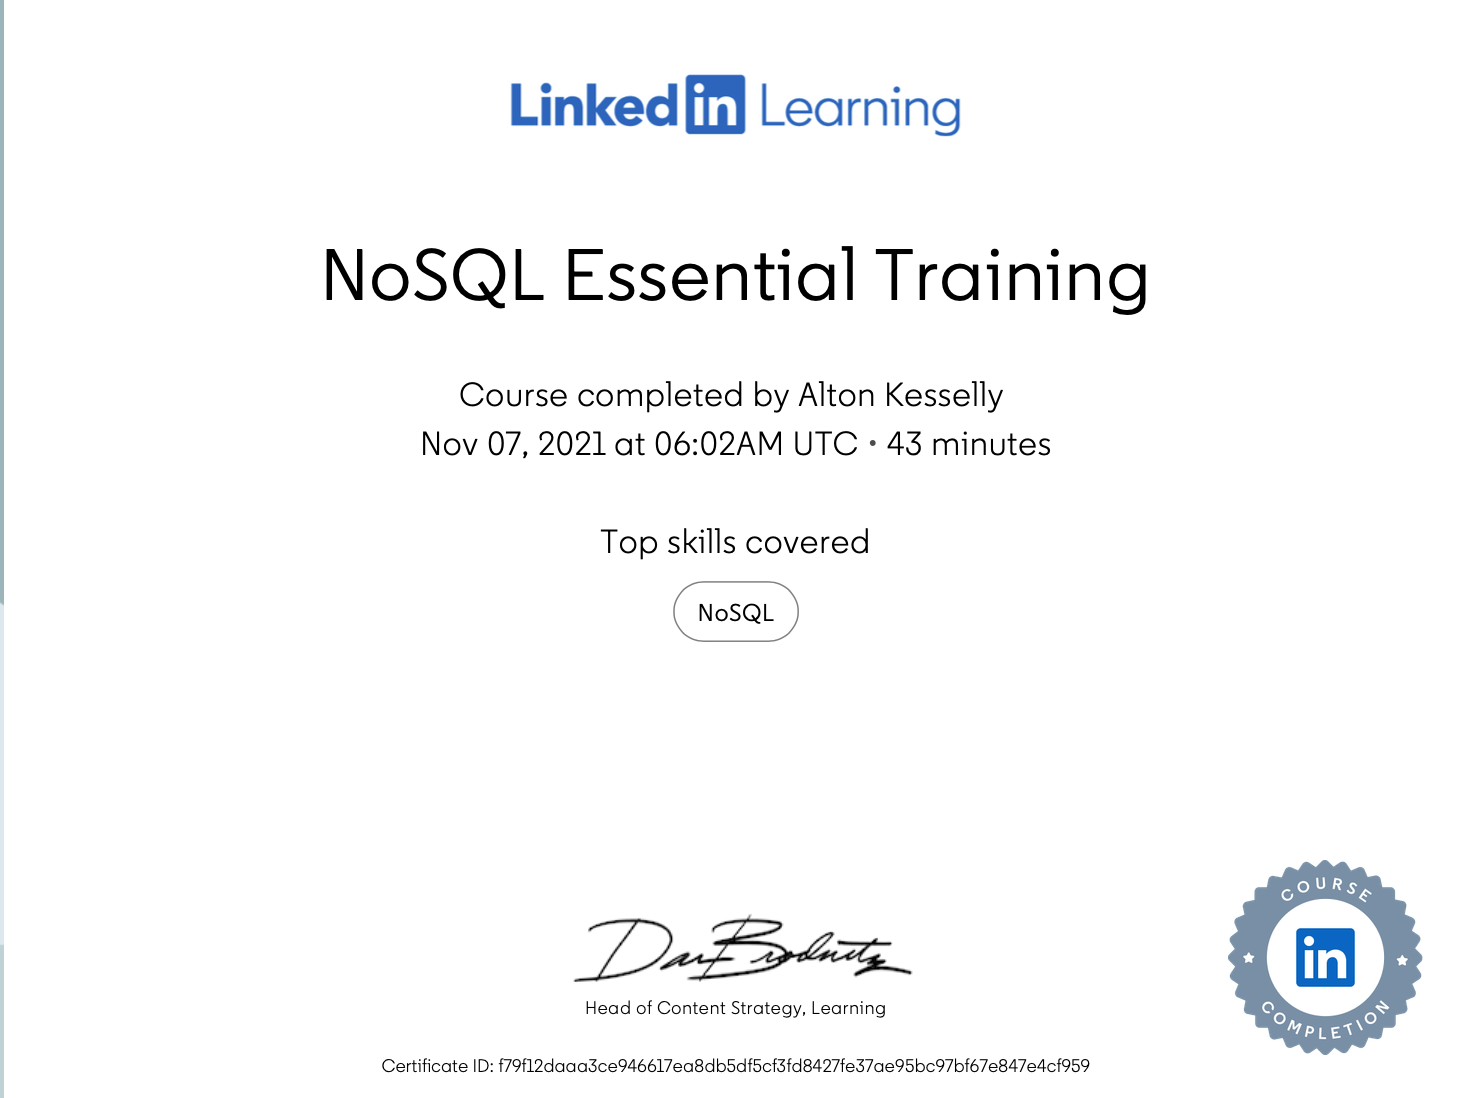 Linked in Learning
NoSQL Essential Training
Course completed by Alton Kesselly
Nov 07, 2021 at 06:02AM UTC • 43 minutes
Top skills covered
NoSQL
Dan Brodnitz
Head of Content Strategy, Learning
Certificate ID: f79f12daaa3ce946617ea8db5df5cf3fd8427fe37ae95bc97bf67e847e4cf959
COURSE
in
COMPLETION